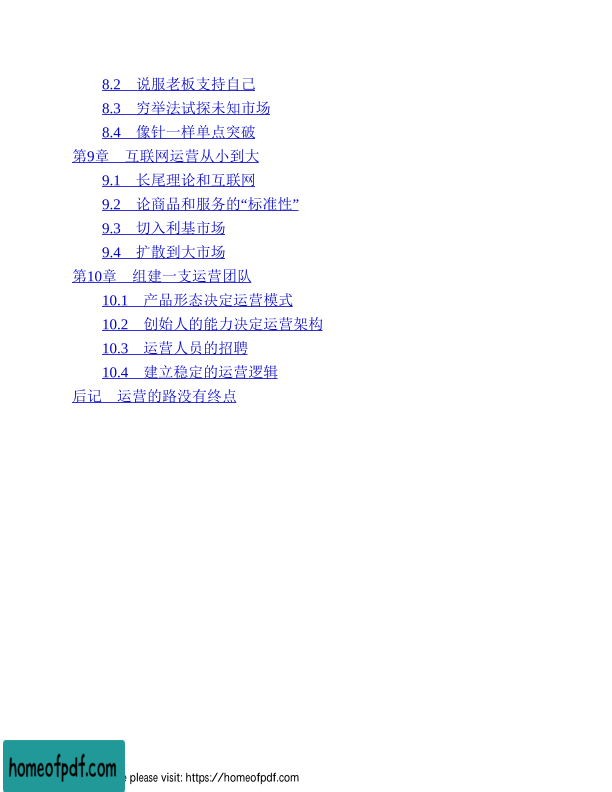 8.2　说服老板支持自己
8.3　穷举法试探未知市场
8.4　像针一样单点突破
第9章　互联网运营从小到大
9.1　长尾理论和互联网
9.2　论商品和服务的“标准性”
9.3　切入利基市场
9.4　扩散到大市场
第10章　组建一支运营团队
10.1　产品形态决定运营模式
10.2　创始人的能力决定运营架构
10.3　运营人员的招聘
10.4　建立稳定的运营逻辑
后记　运营的路没有终点
homeofpdf.com
please visit: https://homeofpdf.com